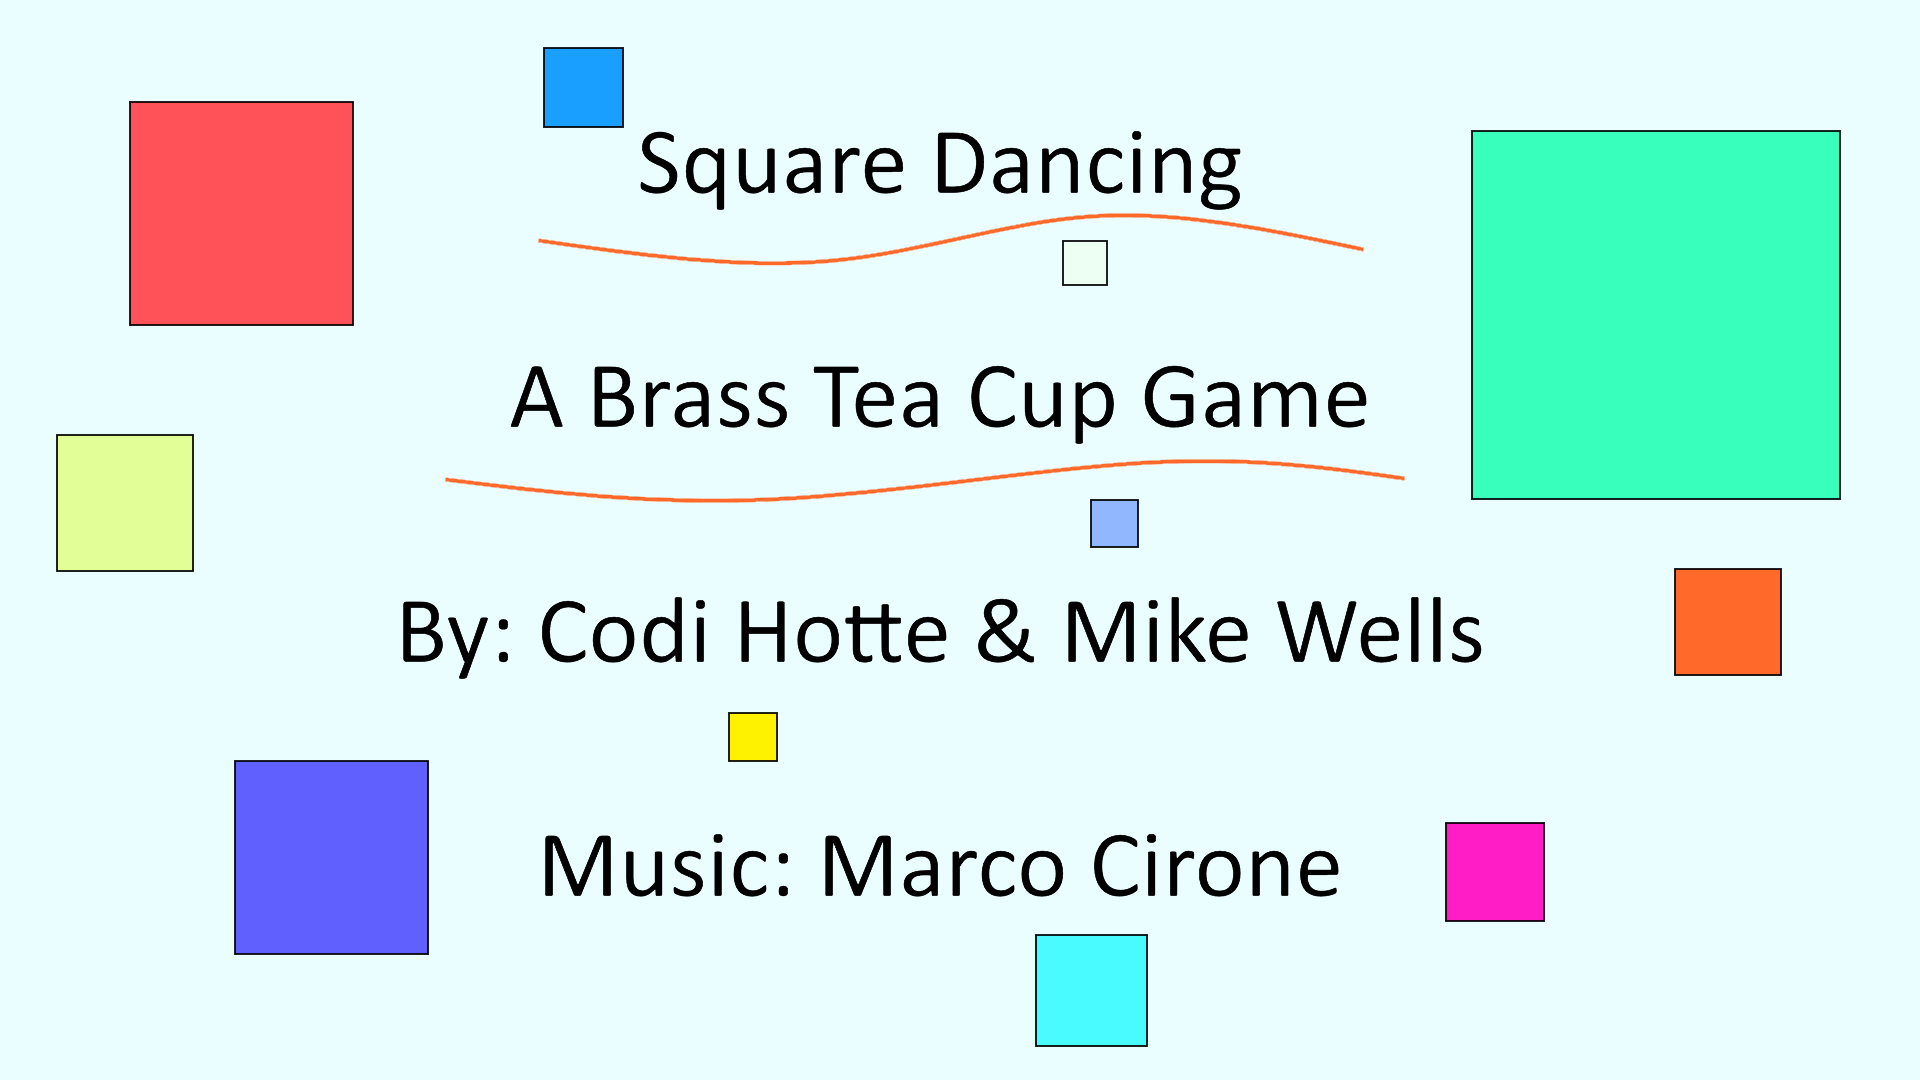 Square Dancing
A Brass Tea Cup Game
By: Codi Hotte & Mike Wells
Music: Marco Cirone